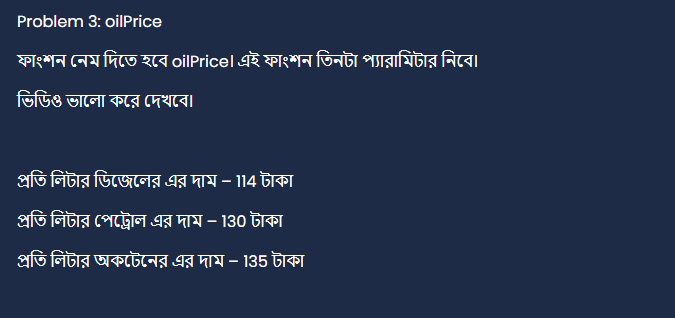 Problem 3: oilPrice
ফাংশন নেম দিতে হবে oilPrice। এই ফাংশন তিনটা প্যারামিটার নিবে।
ভিডিও ভালো করে দেখবে।
প্রতি লিটার ডিজেলের এর দাম – 114 টাকা
প্রতি লিটার পেট্রোল এর দাম – 130 টাকা
প্রতি লিটার অকটেনের এর দাম – 135 টাকা